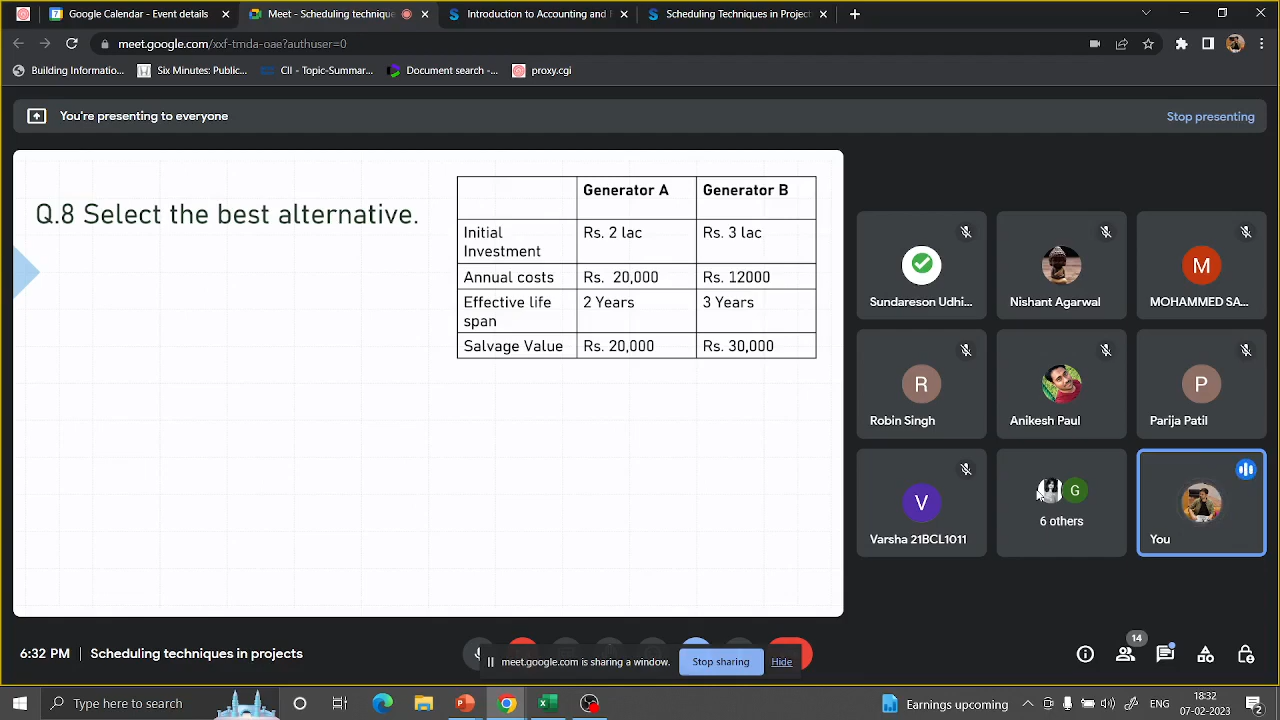 Google Calendar - Event details
Meet - Scheduling technique
Introduction to Accounting and
Scheduling Techniques in Project
meet.google.com/xxf-tmda-oae?authuser=0
Building Informatio...
Six Minutes: Public...
CII - Topic-Summar...
Document search -...
proxy.cgi
You're presenting to everyone
Stop presenting
Q.8 Select the best alternative.
Generator A Generator B
Initial Investment Rs. 2 lac Rs. 3 lac
Annual costs Rs. 20,000 Rs. 12000
Effective life span 2 Years 3 Years
Salvage Value Rs. 20,000 Rs. 30,000
Sundareson Udhi...
Nishant Agarwal
M
MOHAMMED SA...
R
Robin Singh
Anikesh Paul
P
Parija Patil
V
Varsha 21BCL1011
G
6 others
You
6:32 PM | Scheduling techniques in projects
meet.google.com is sharing a window.
Stop sharing
Hide
14
Type here to search
Earnings upcoming
ENG
18:32
07-02-2023
2